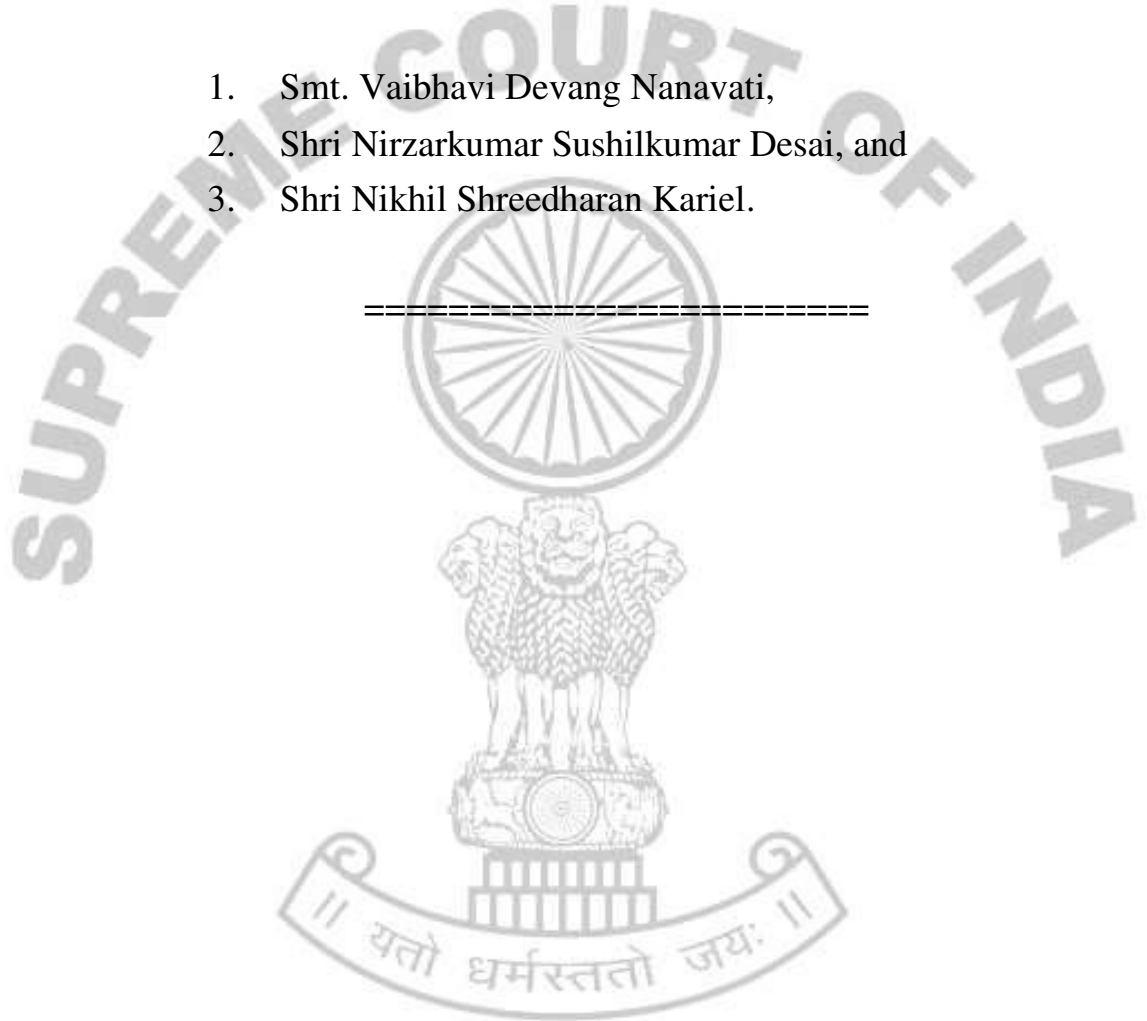 SUPREME COURT OF INDIA
1. Smt. Vaibhavi Devang Nanavati,
2. Shri Nirzarkumar Sushilkumar Desai, and
3. Shri Nikhil Shreedharan Kariel.
========================
॥ यतो धर्मस्ततो जयः ॥